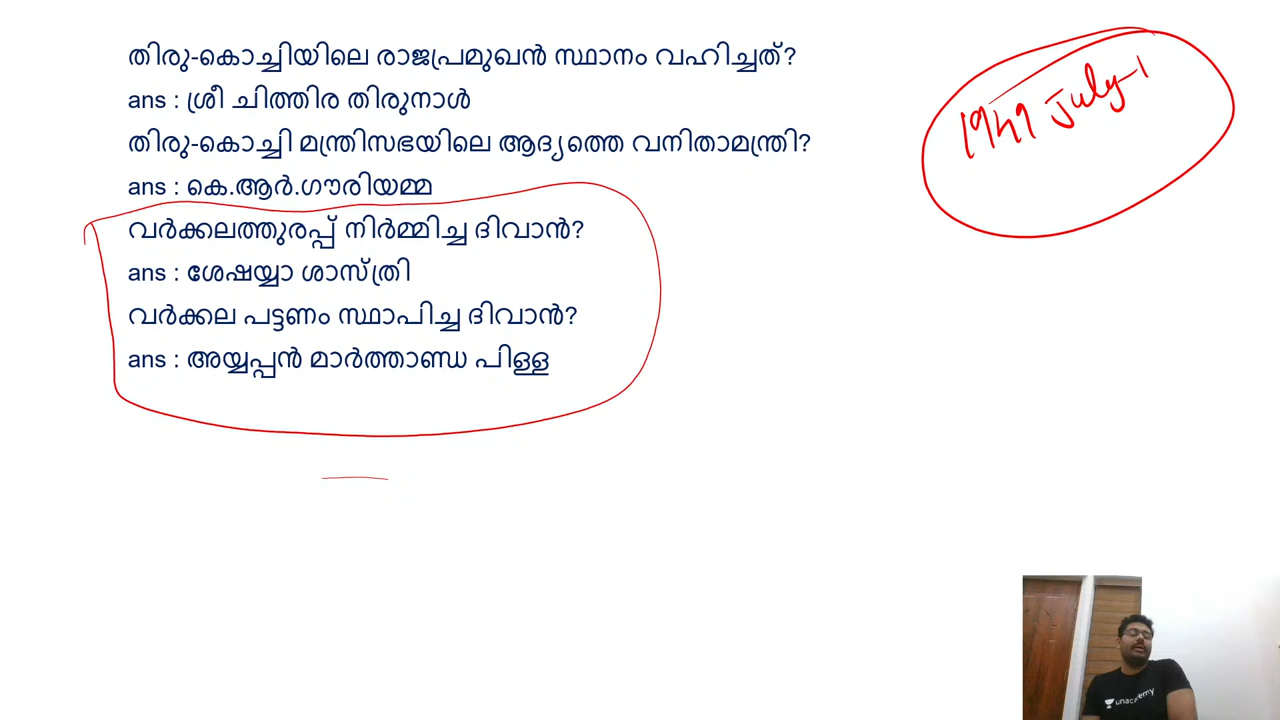 തിരു-കൊച്ചിയിലെ രാജപ്രമുഖൻ സ്ഥാനം വഹിച്ചത്?
ans : ശ്രീ ചിത്തിര തിരുനാൾ
തിരു-കൊച്ചി മന്ത്രിസഭയിലെ ആദ്യത്തെ വനിതാമന്ത്രി?
ans : കെ.ആർ.ഗൗരിയമ്മ
വർക്കലത്തുരപ്പ് നിർമ്മിച്ച ദിവാൻ?
ans : ശേഷയ്യാ ശാസ്ത്രി
വർക്കല പട്ടണം സ്ഥാപിച്ച ദിവാൻ?
ans : അയ്യപ്പൻ മാർത്താണ്ഡ പിള്ള
1949 July-1
unacademy